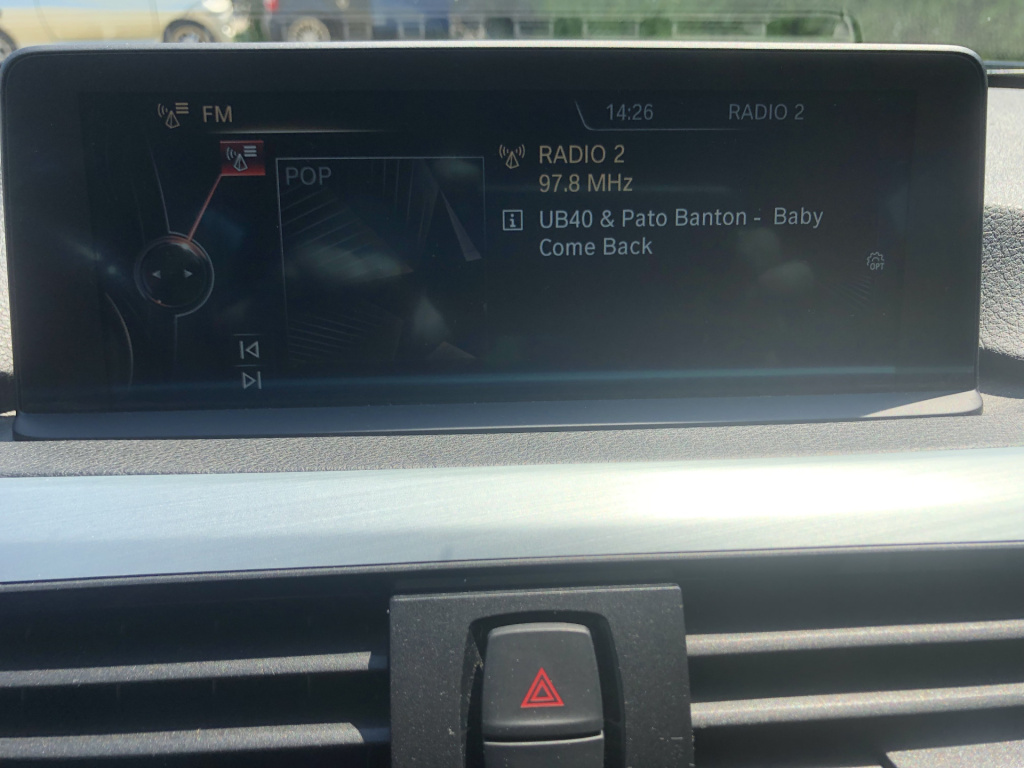 FM
14:26
RADIO 2
POP
RADIO 2
97.8 MHz
UB40 & Pato Banton - Baby
Come Back
OPT